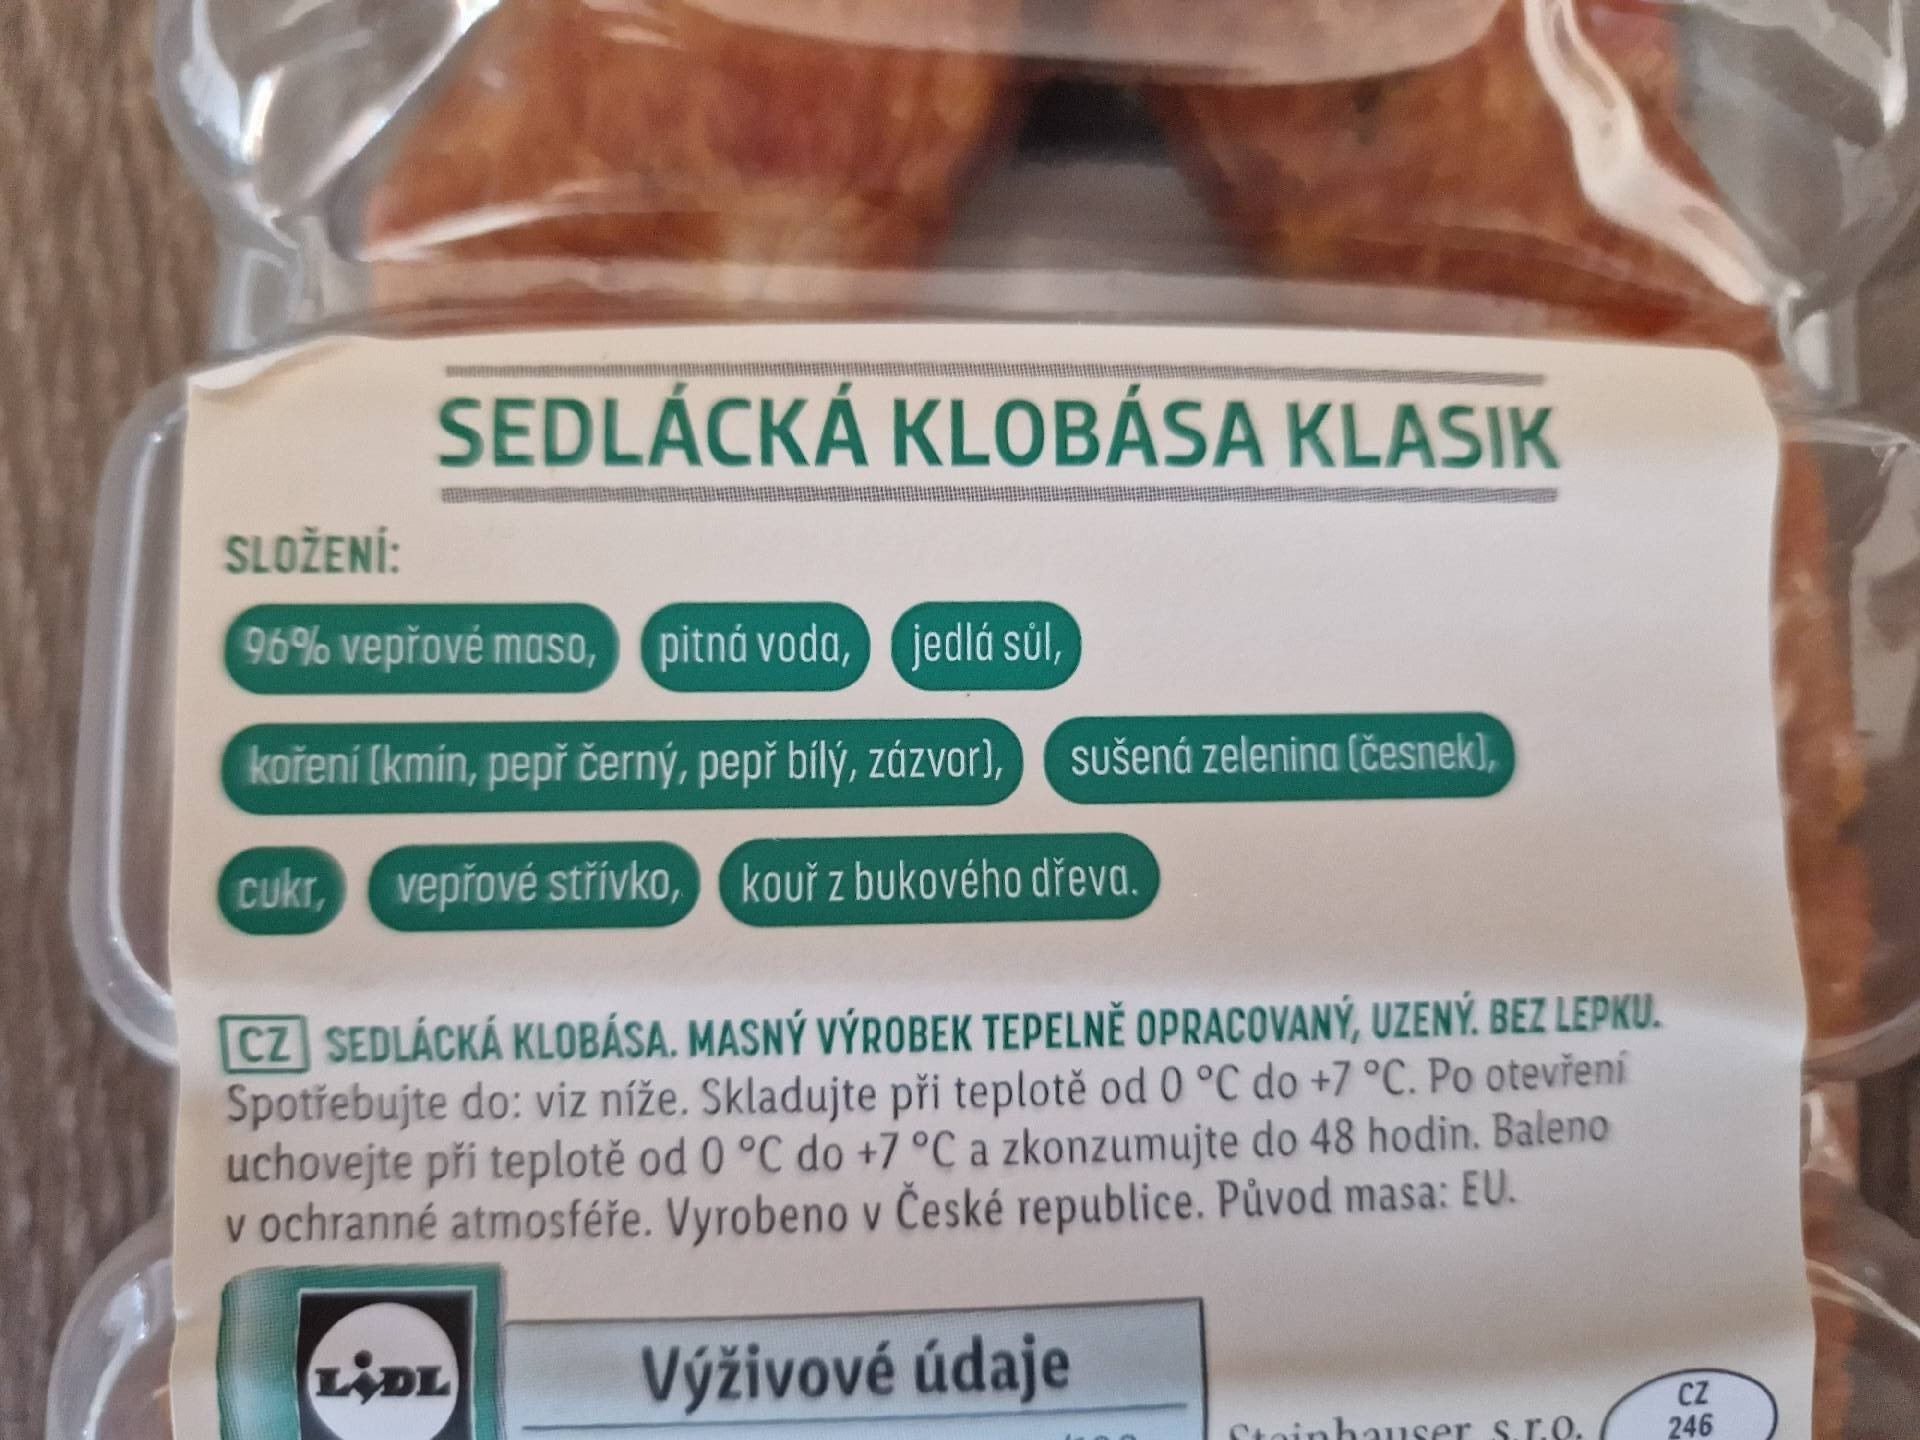 SEDLÁCKÁ KLOBÁSA KLASIK
SLOŽENÍ:
96% vepřové maso, pitná voda, jedlá sůl,
koření (kmín, pepř černý, pepř bílý, zázvor), sušená zelenina (česnek),
cukr, vepřové střívko, kouř z bukového dřeva.
CZ SEDLÁCKÁ KLOBÁSA. MASNÝ VÝROBEK TEPELNĚ OPRACOVANÝ, UZENÝ. BEZ LEPKU.
Spotřebujte do: viz níže. Skladujte při teplotě od 0 °C do +7 °C. Po otevření
uchovejte při teplotě od 0 °C do +7 °C a zkonzumujte do 48 hodin. Baleno
v ochranné atmosféře. Vyrobeno v České republice. Původ masa: EU.
LIDL
Výživové údaje
Steinhauser s.r.o.
CZ
246